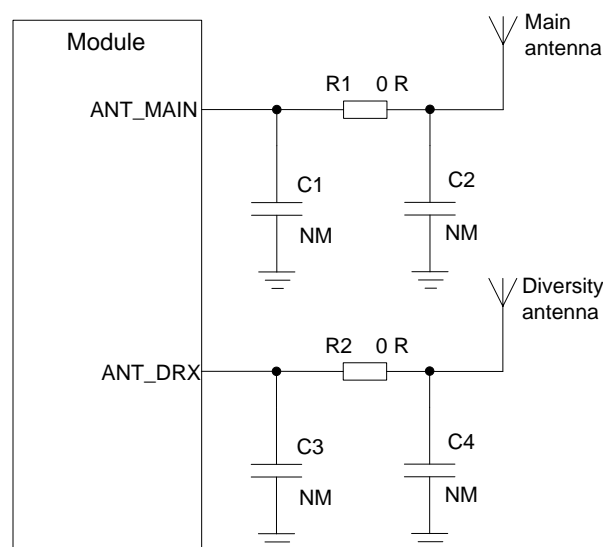 Module
Main
antenna
R1 0 R
ANT_MAIN
C1
C2
NM
NM
Diversity
antenna
R2 0 R
ANT_DRX
C3
C4
NM
NM